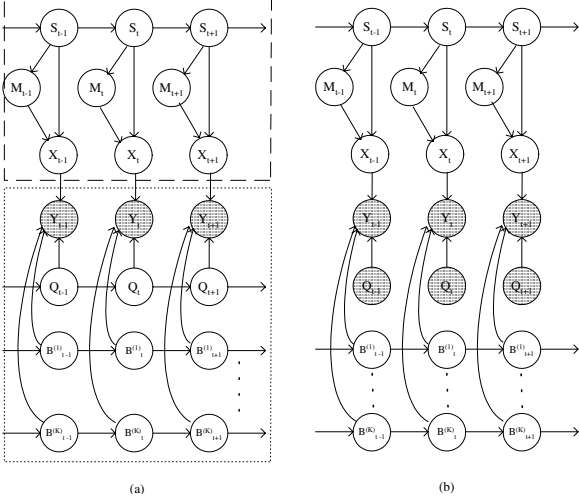 S_{t-1} S_t S_{t+1} S_{t-1} S_t S_{t+1}
M_{t-1} M_t M_{t+1} M_{t-1} M_t M_{t+1}
X_{t-1} X_t X_{t+1} X_{t-1} X_t X_{t+1}
Y_{t-1} Y_t Y_{t+1} Y_{t-1} Y_t Y_{t+1}
Q_{t-1} Q_t Q_{t+1} Q_{t-1} Q_t Q_{t+1}
B^{(1)}_{t-1} B^{(1)}_t B^{(1)}_{t+1} B^{(1)}_{t-1} B^{(1)}_t B^{(1)}_{t+1}
B^{(K)}_{t-1} B^{(K)}_t B^{(K)}_{t+1} B^{(K)}_{t-1} B^{(K)}_t B^{(K)}_{t+1}
(a) (b)